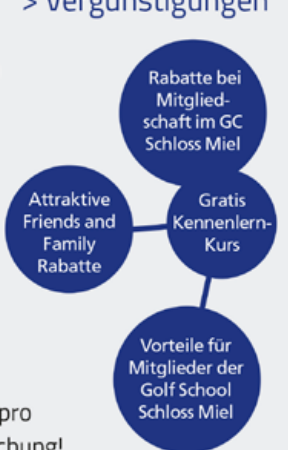 > Vergünstigungen
Rabatte bei
Mitglied-
schaft im GC
Schloss Miel
Attraktive
Friends and
Family
Rabatte
Gratis
Kennenlern-
Kurs
Vorteile für
Mitglieder der
Golf School
Schloss Miel
pro